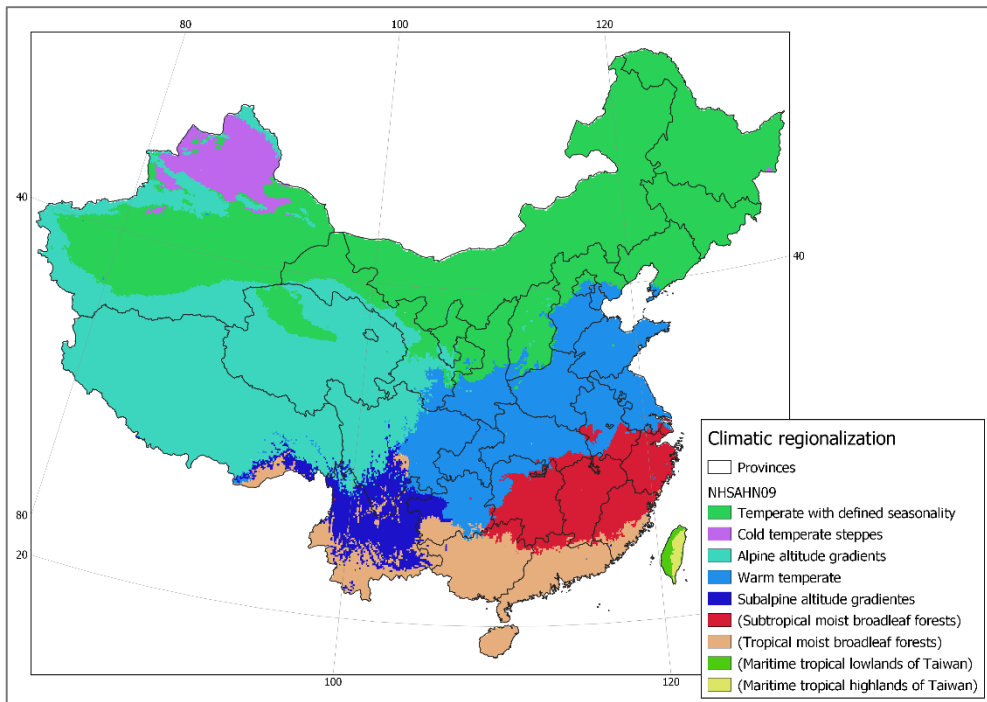 80
100
120
40
40
80
20
100
120
Climatic regionalization
Provinces
NHSAHN09
Temperate with defined seasonality
Cold temperate steppes
Alpine altitude gradients
Warm temperate
Subalpine altitude gradientes
(Subtropical moist broadleaf forests)
(Tropical moist broadleaf forests)
(Maritime tropical lowlands of Taiwan)
(Maritime tropical highlands of Taiwan)